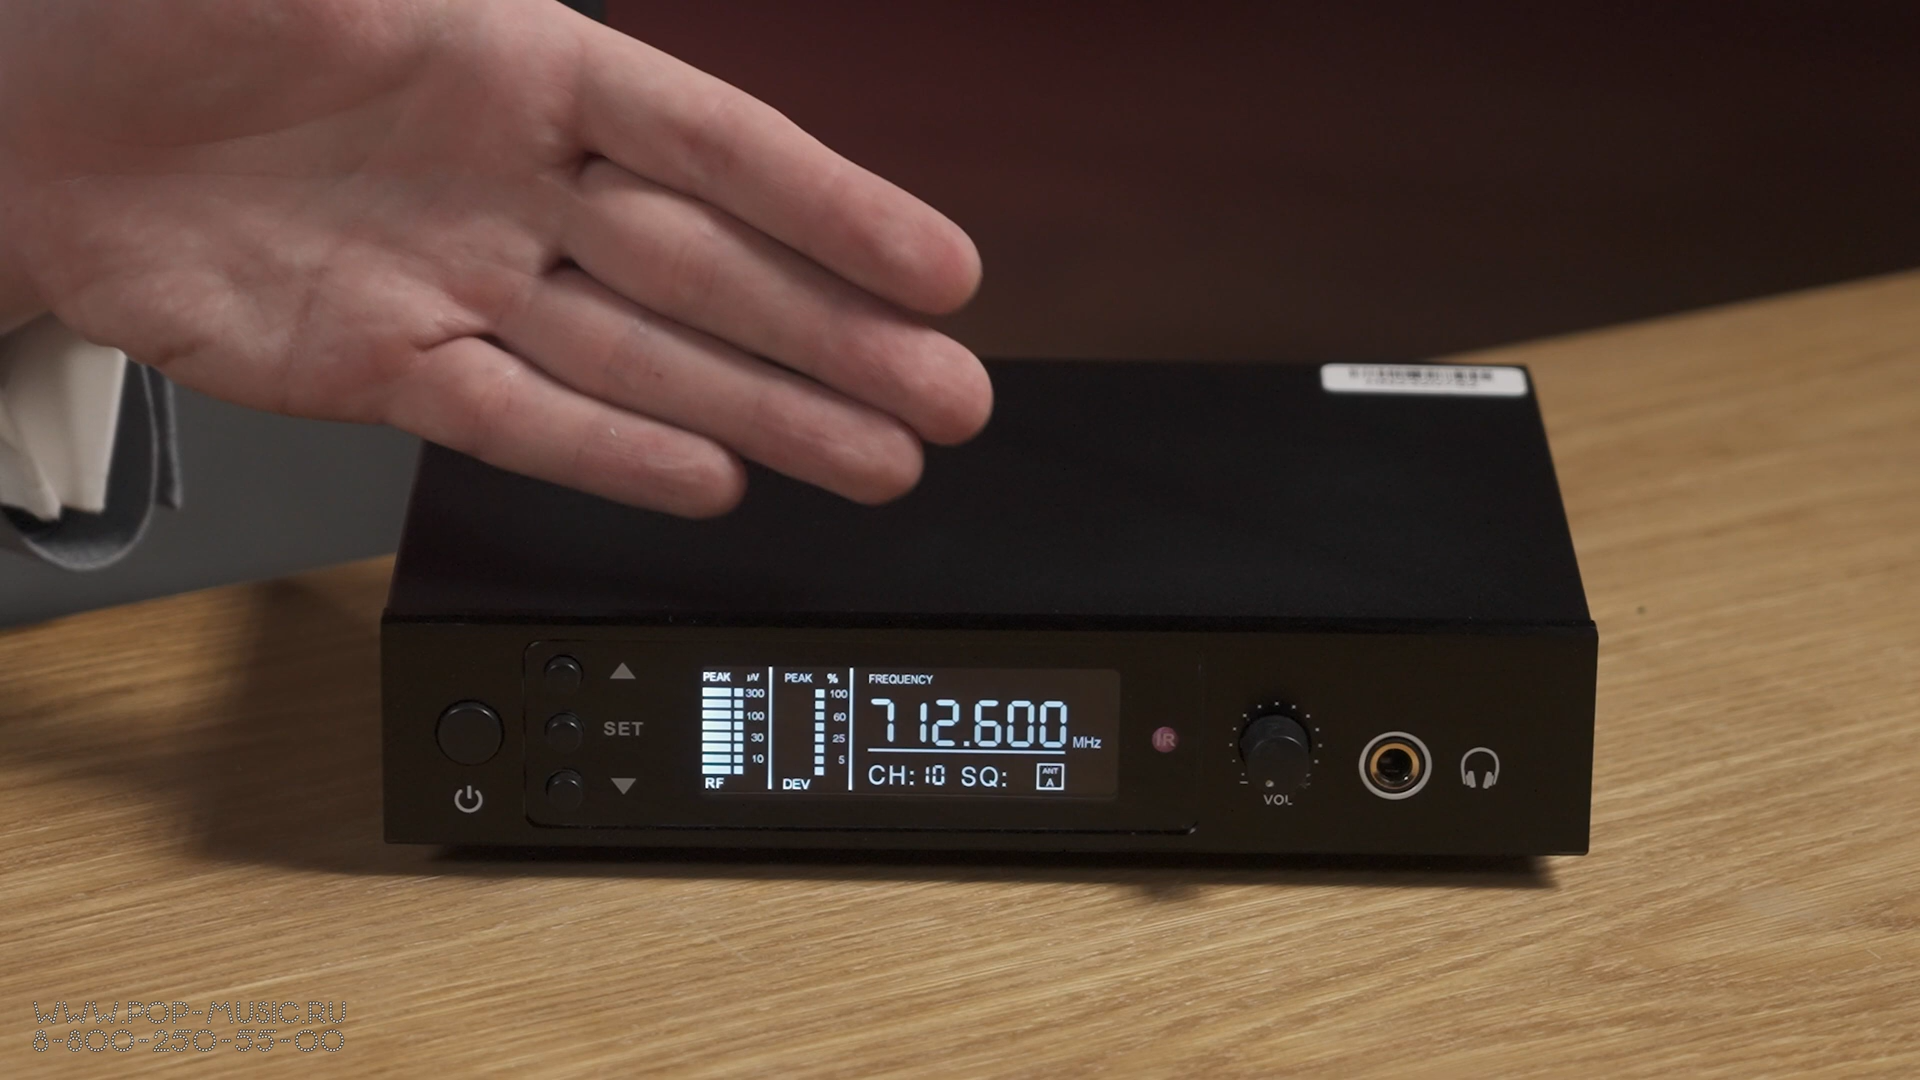 SET
PEAK µV
300
100
30
10
RF
PEAK %
100
60
25
5
DEV
FREQUENCY
712.600 MHz
CH: 10 SQ:
ANT
A
IR
VOL
WWW.POP-MUSIC.RU
8-800-250-55-00